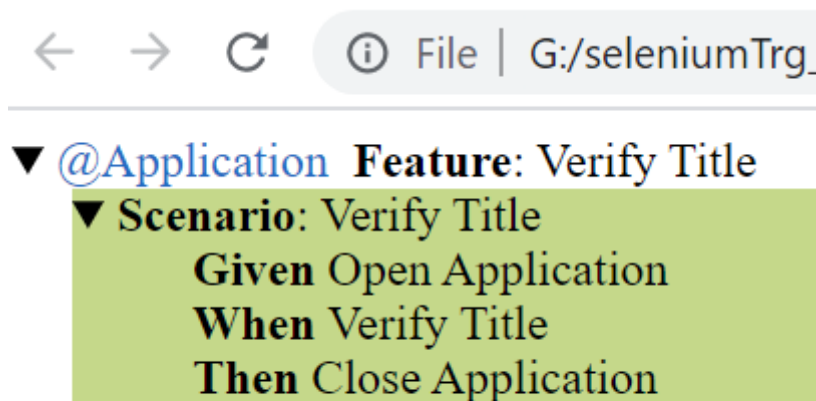 File | G:/seleniumTrg_
@Application Feature: Verify Title
Scenario: Verify Title
Given Open Application
When Verify Title
Then Close Application